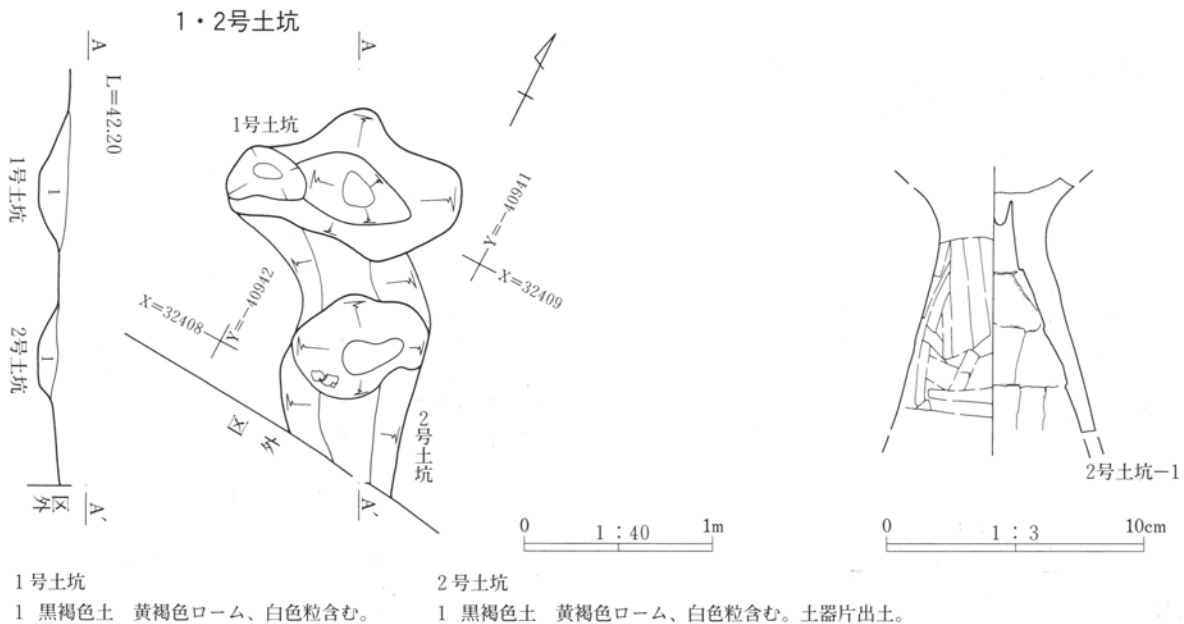 1・2号土坑
A
A
L＝42.20
1号土坑
1号土坑
1
2号土坑
1
Y＝-40941
X＝32409
X＝32408
Y＝-40942
区外
2号土坑
区外
A´
A´
2号土坑－1
0 1：40 1m
0 1：3 10cm
1号土坑
1 黒褐色土 黄褐色ローム、白色粒含む。
2号土坑
1 黒褐色土 黄褐色ローム、白色粒含む。土器片出土。